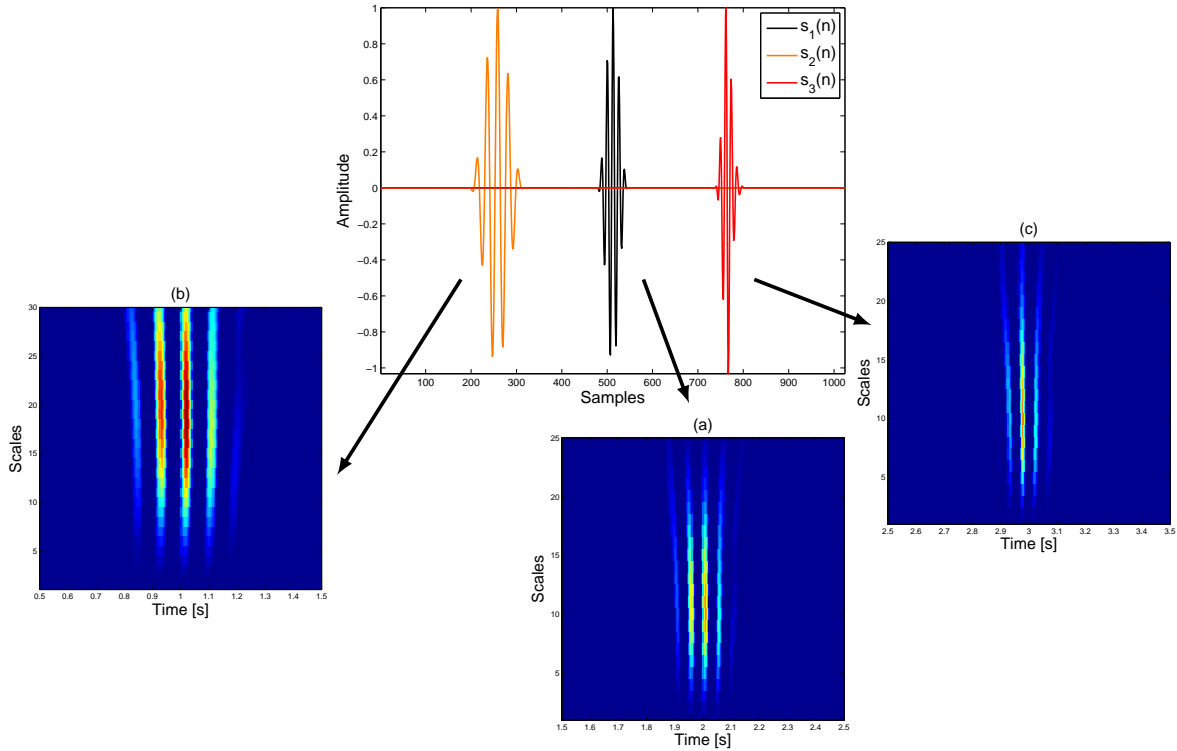 1
0.8
0.6
0.4
0.2
0
−0.2
−0.4
−0.6
−0.8
−1
Amplitude
s_1(n)
s_2(n)
s_3(n)
100 200 300 400 500 600 700 800 900 1000
Samples
(b)
30
25
20
15
10
5
Scales
0.5 0.6 0.7 0.8 0.9 1 1.1 1.2 1.3 1.4 1.5
Time [s]
(a)
25
20
15
10
5
Scales
1.5 1.6 1.7 1.8 1.9 2 2.1 2.2 2.3 2.4 2.5
Time [s]
(c)
25
20
15
10
5
Scales
2.5 2.6 2.7 2.8 2.9 3 3.1 3.2 3.3 3.4 3.5
Time [s]